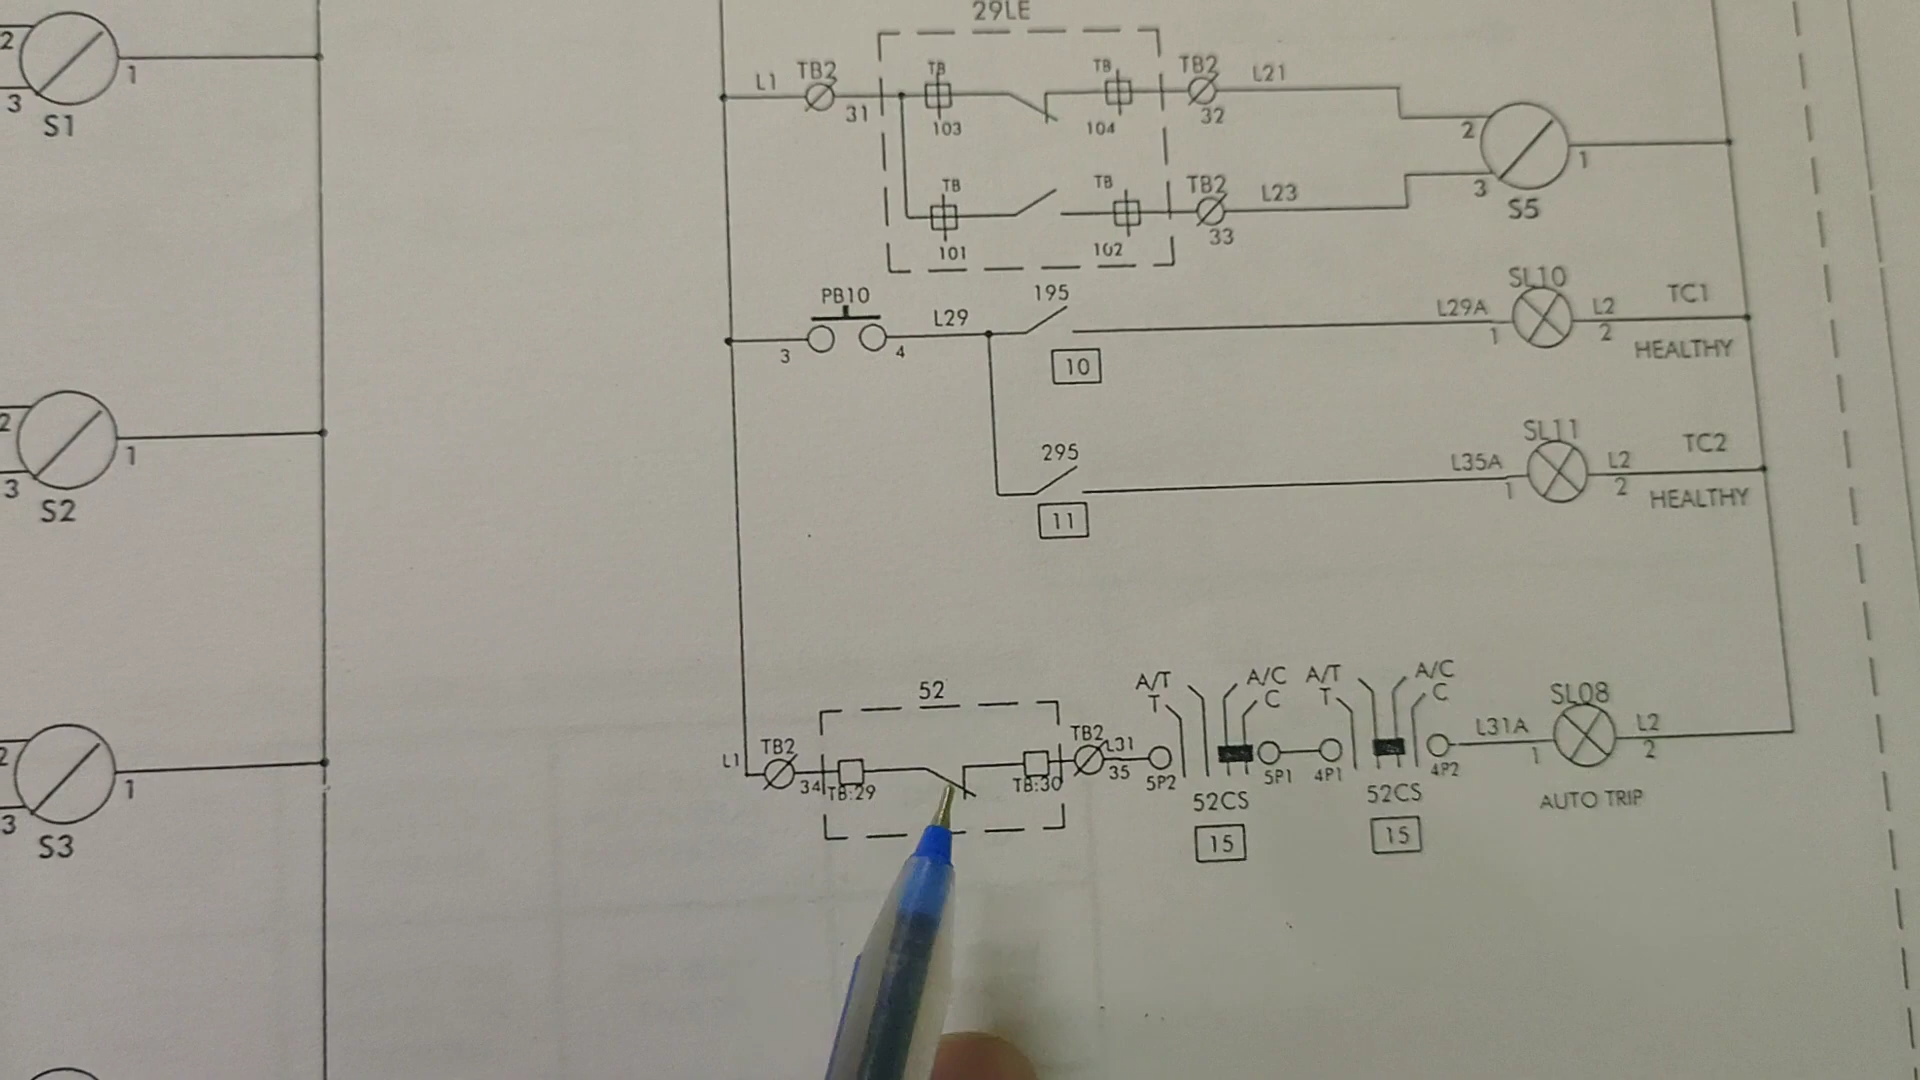 29LE
2
1
3
S1
L1
TB2
31
TB
103
TB
104
TB2
32
L21
2
1
3
S5
TB
101
TB
102
TB2
33
L23
PB10
3
4
L29
195
10
L29A
1
SL10
L2
2
TC1
HEALTHY
2
1
3
S2
295
11
L35A
1
SL11
L2
2
TC2
HEALTHY
3
1
S3
L1
TB2
34
52
TB:29
TB:30
TB2
L31
35
5P2
A/T
T
A/C
C
52CS
15
5P1
4P1
A/T
T
A/C
C
52CS
15
4P2
L31A
1
SL08
L2
2
AUTO TRIP